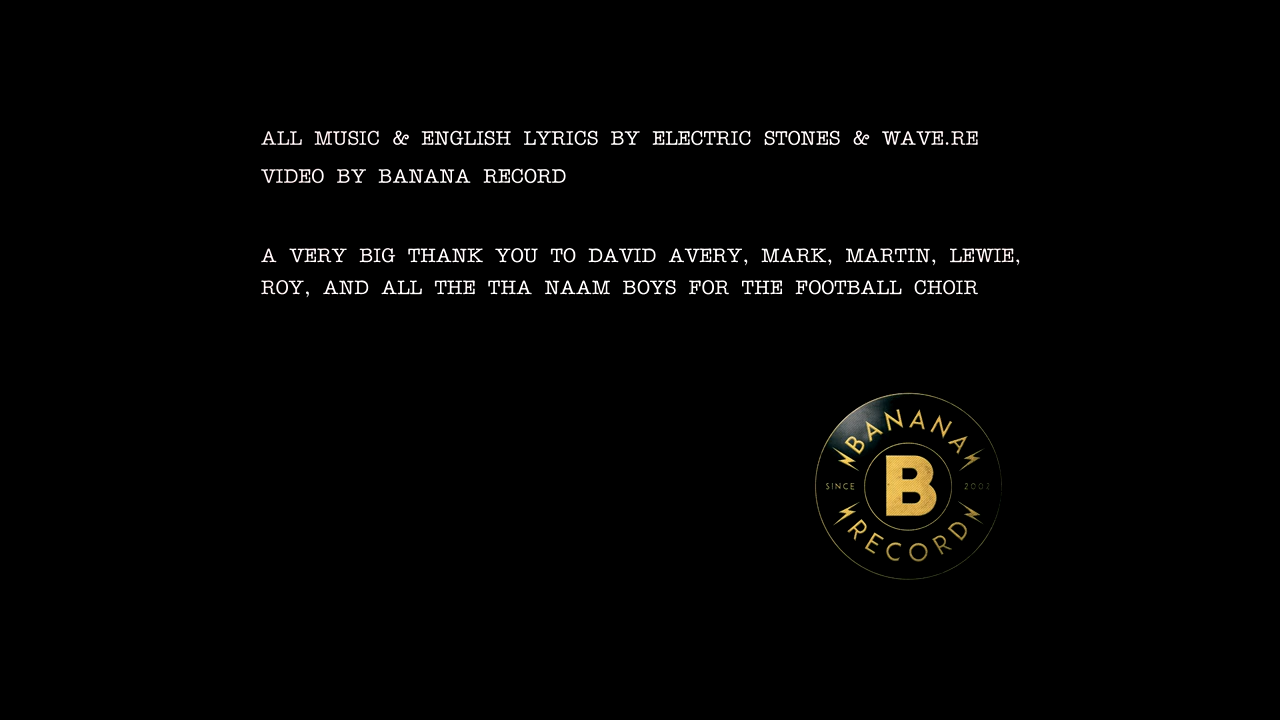 ALL MUSIC & ENGLISH LYRICS BY ELECTRIC STONES & WAVE.RE
VIDEO BY BANANA RECORD
A VERY BIG THANK YOU TO DAVID AVERY, MARK, MARTIN, LEWIE,
ROY, AND ALL THE THA NAAM BOYS FOR THE FOOTBALL CHOIR
BANANA
SINCE B 2002
RECORD